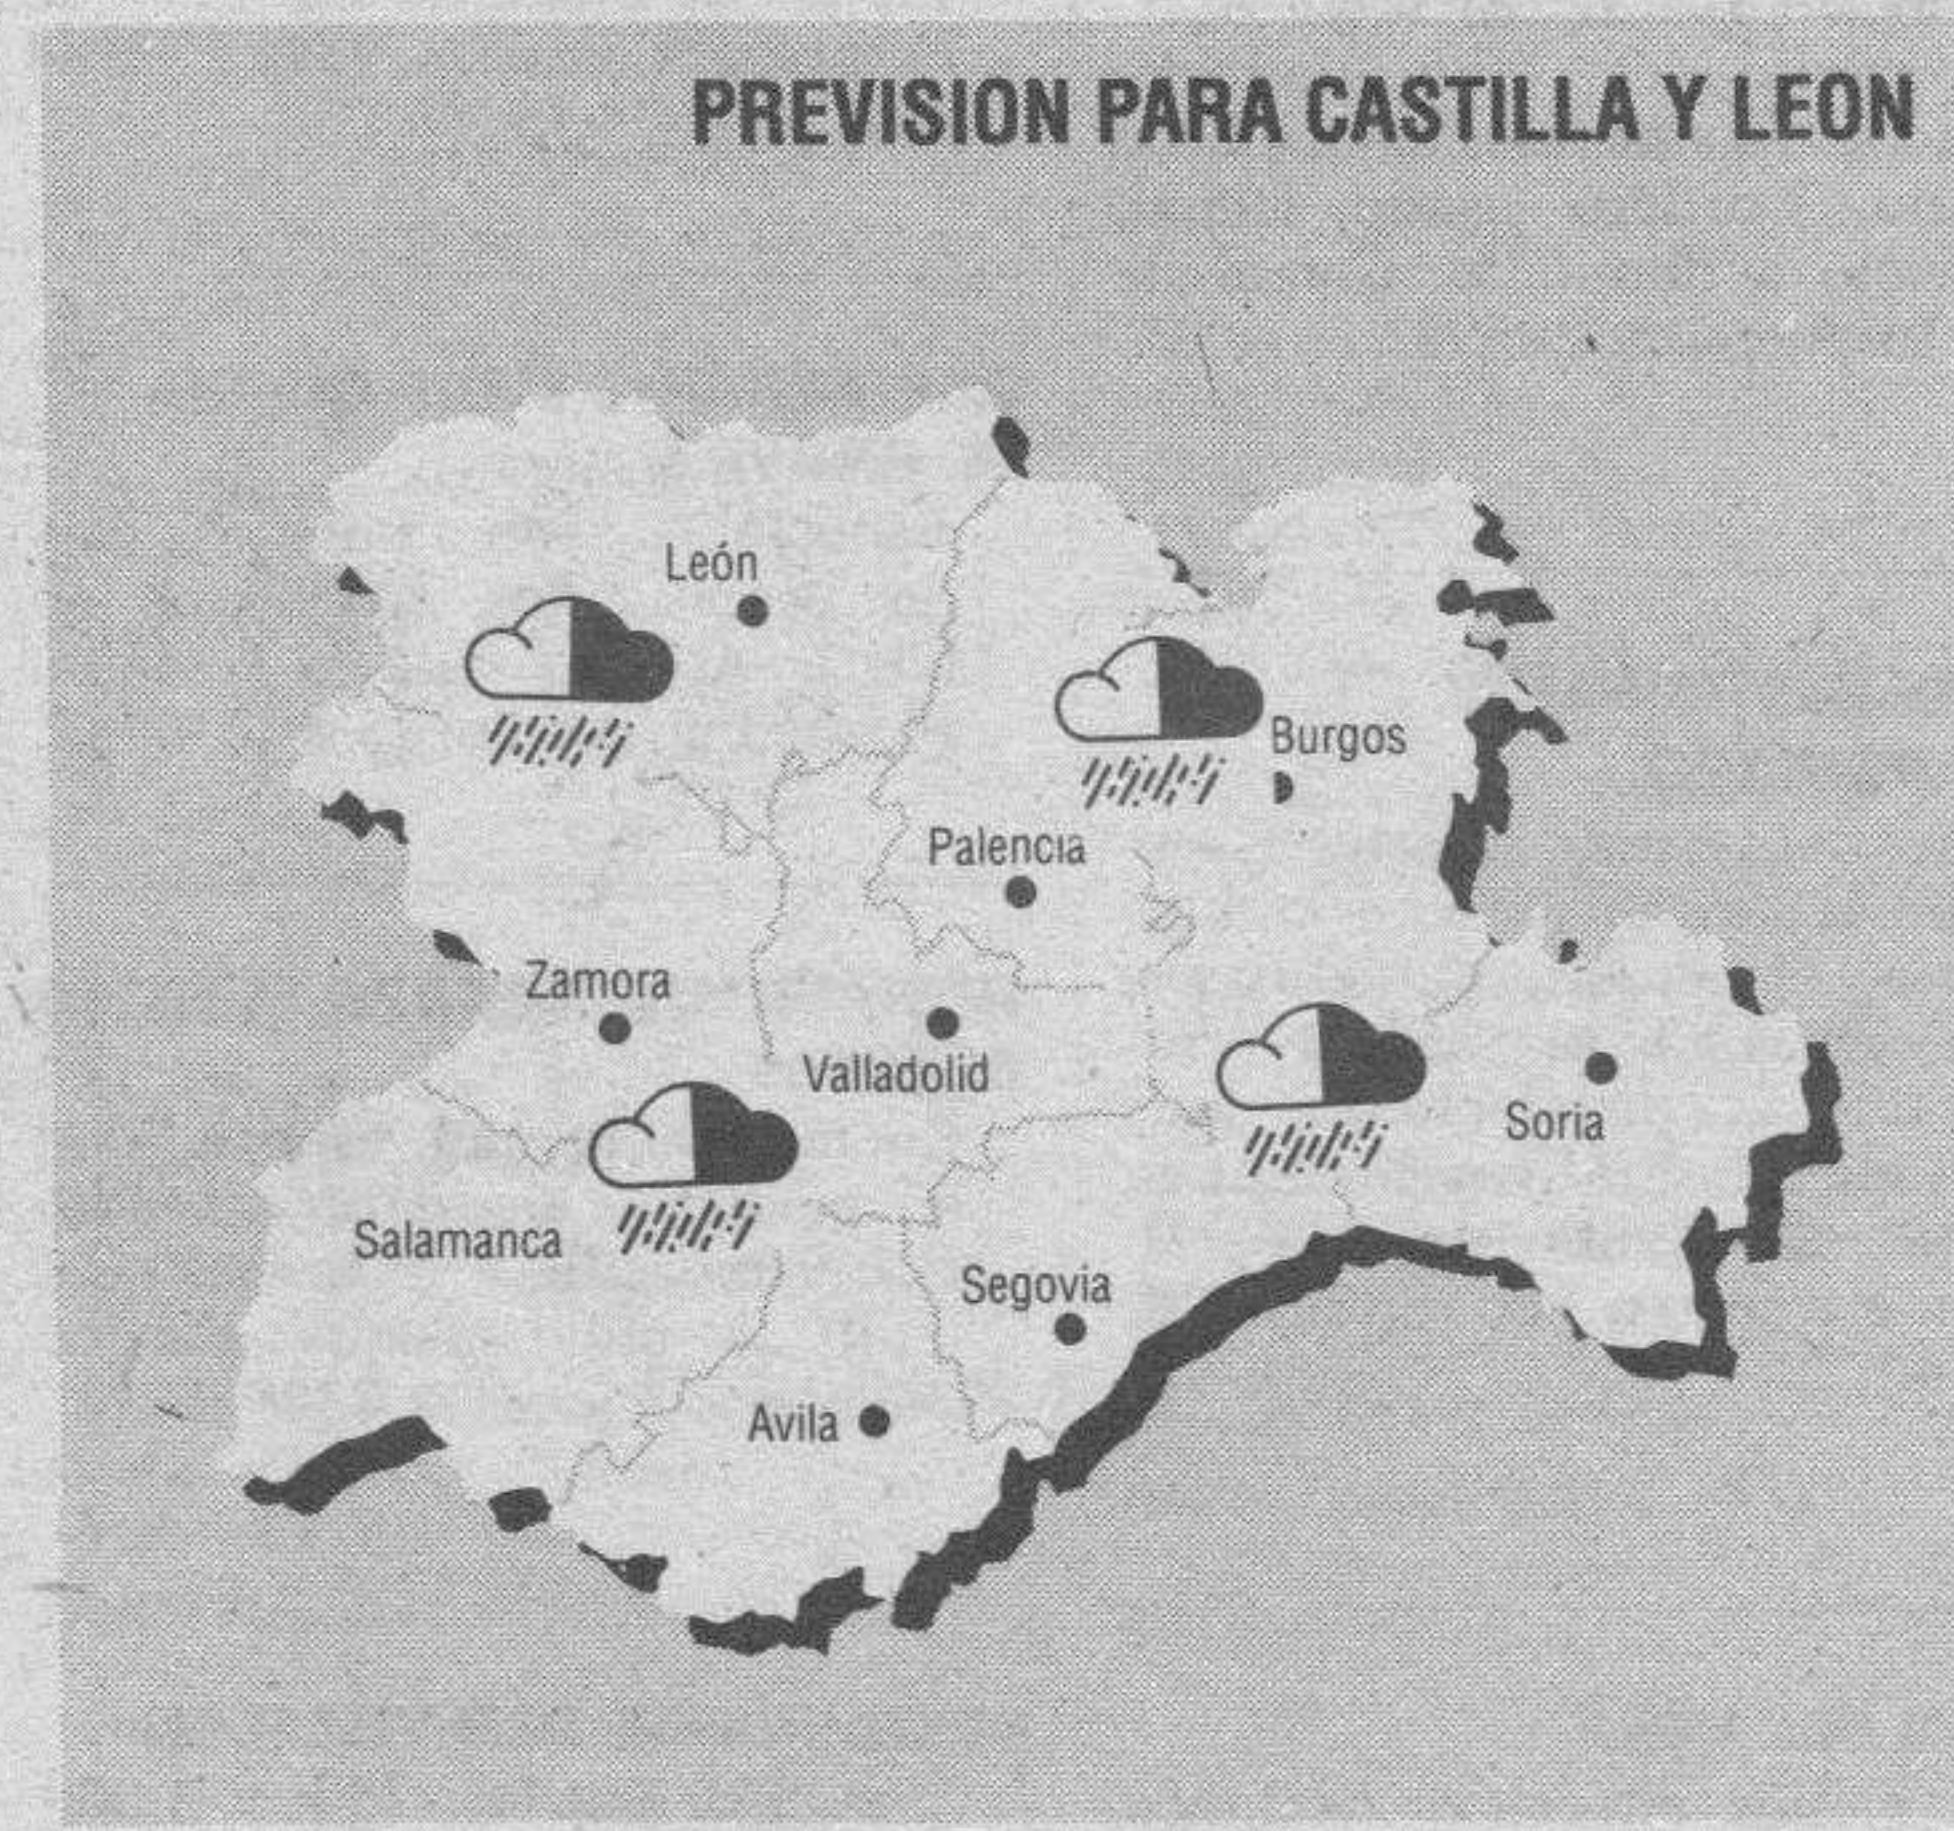 PREVISION PARA CASTILLA Y LEON
León
Burgos
Palencia
Zamora
Valladolid
Soria
Salamanca
Segovia
Avila